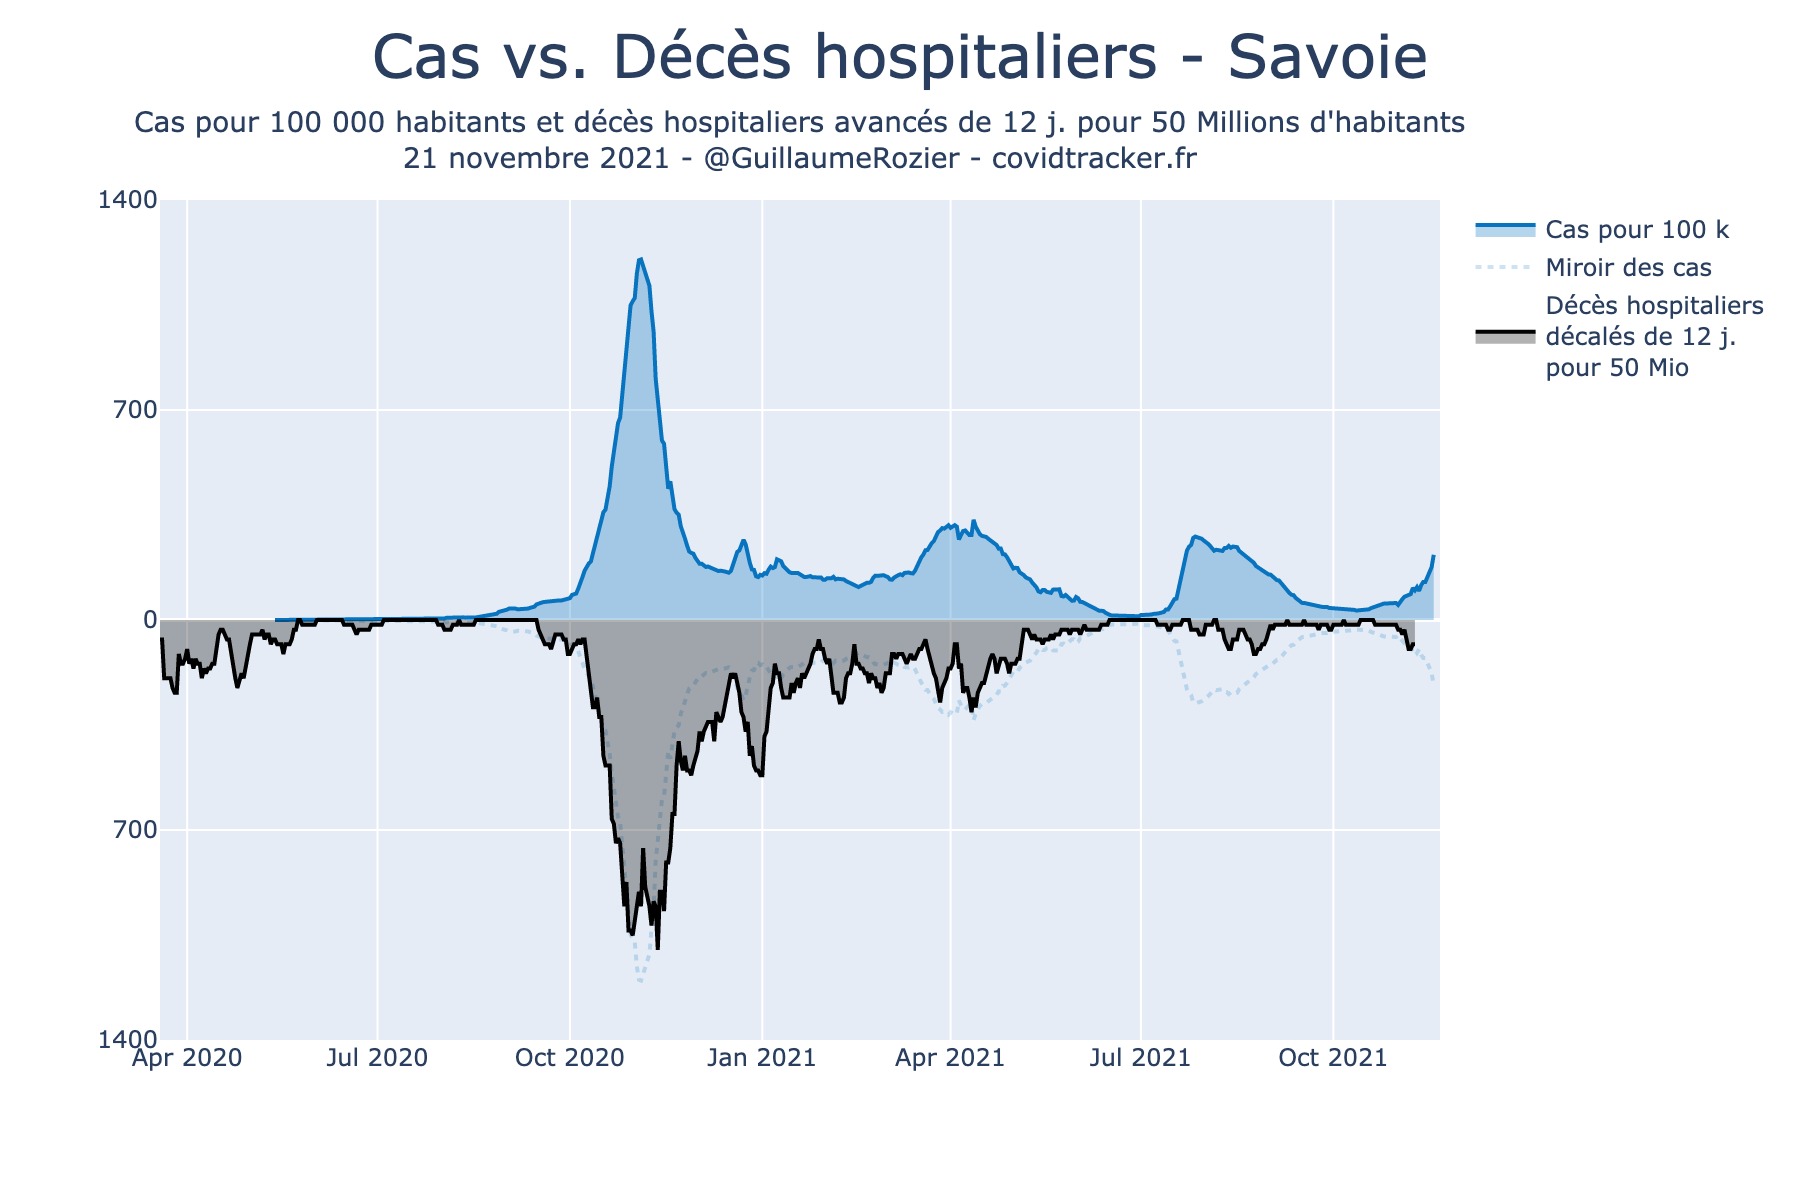 Cas vs. Décès hospitaliers - Savoie
Cas pour 100 000 habitants et décès hospitaliers avancés de 12 j. pour 50 Millions d'habitants
21 novembre 2021 - @GuillaumeRozier - covidtracker.fr
1400
700
0
700
1400
Apr 2020
Jul 2020
Oct 2020
Jan 2021
Apr 2021
Jul 2021
Oct 2021
Cas pour 100 k
Miroir des cas
Décès hospitaliers
décalés de 12 j.
pour 50 Mio